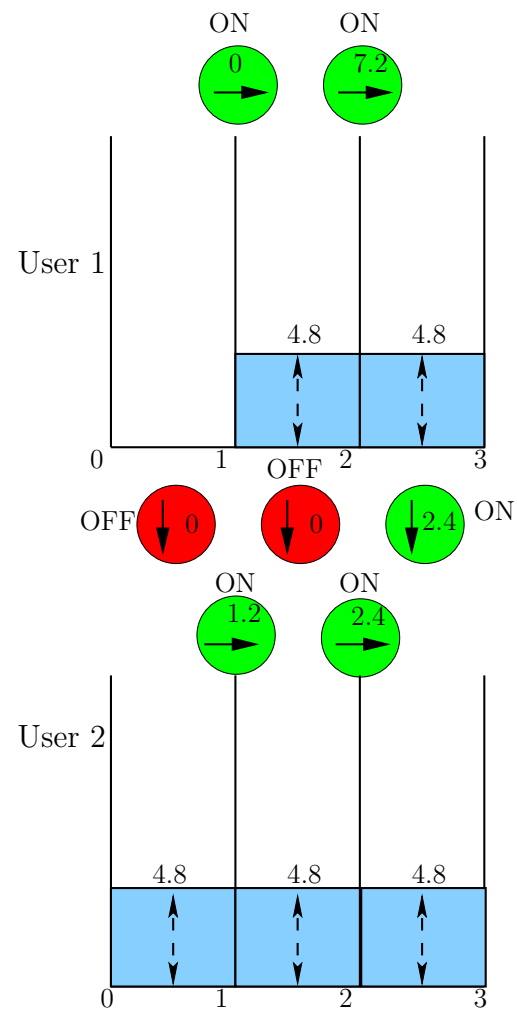 ON ON
0 7.2
User 1
4.8 4.8
0 1 2 3
OFF
OFF 0 0 2.4 ON
ON ON
1.2 2.4
User 2
4.8 4.8 4.8
0 1 2 3